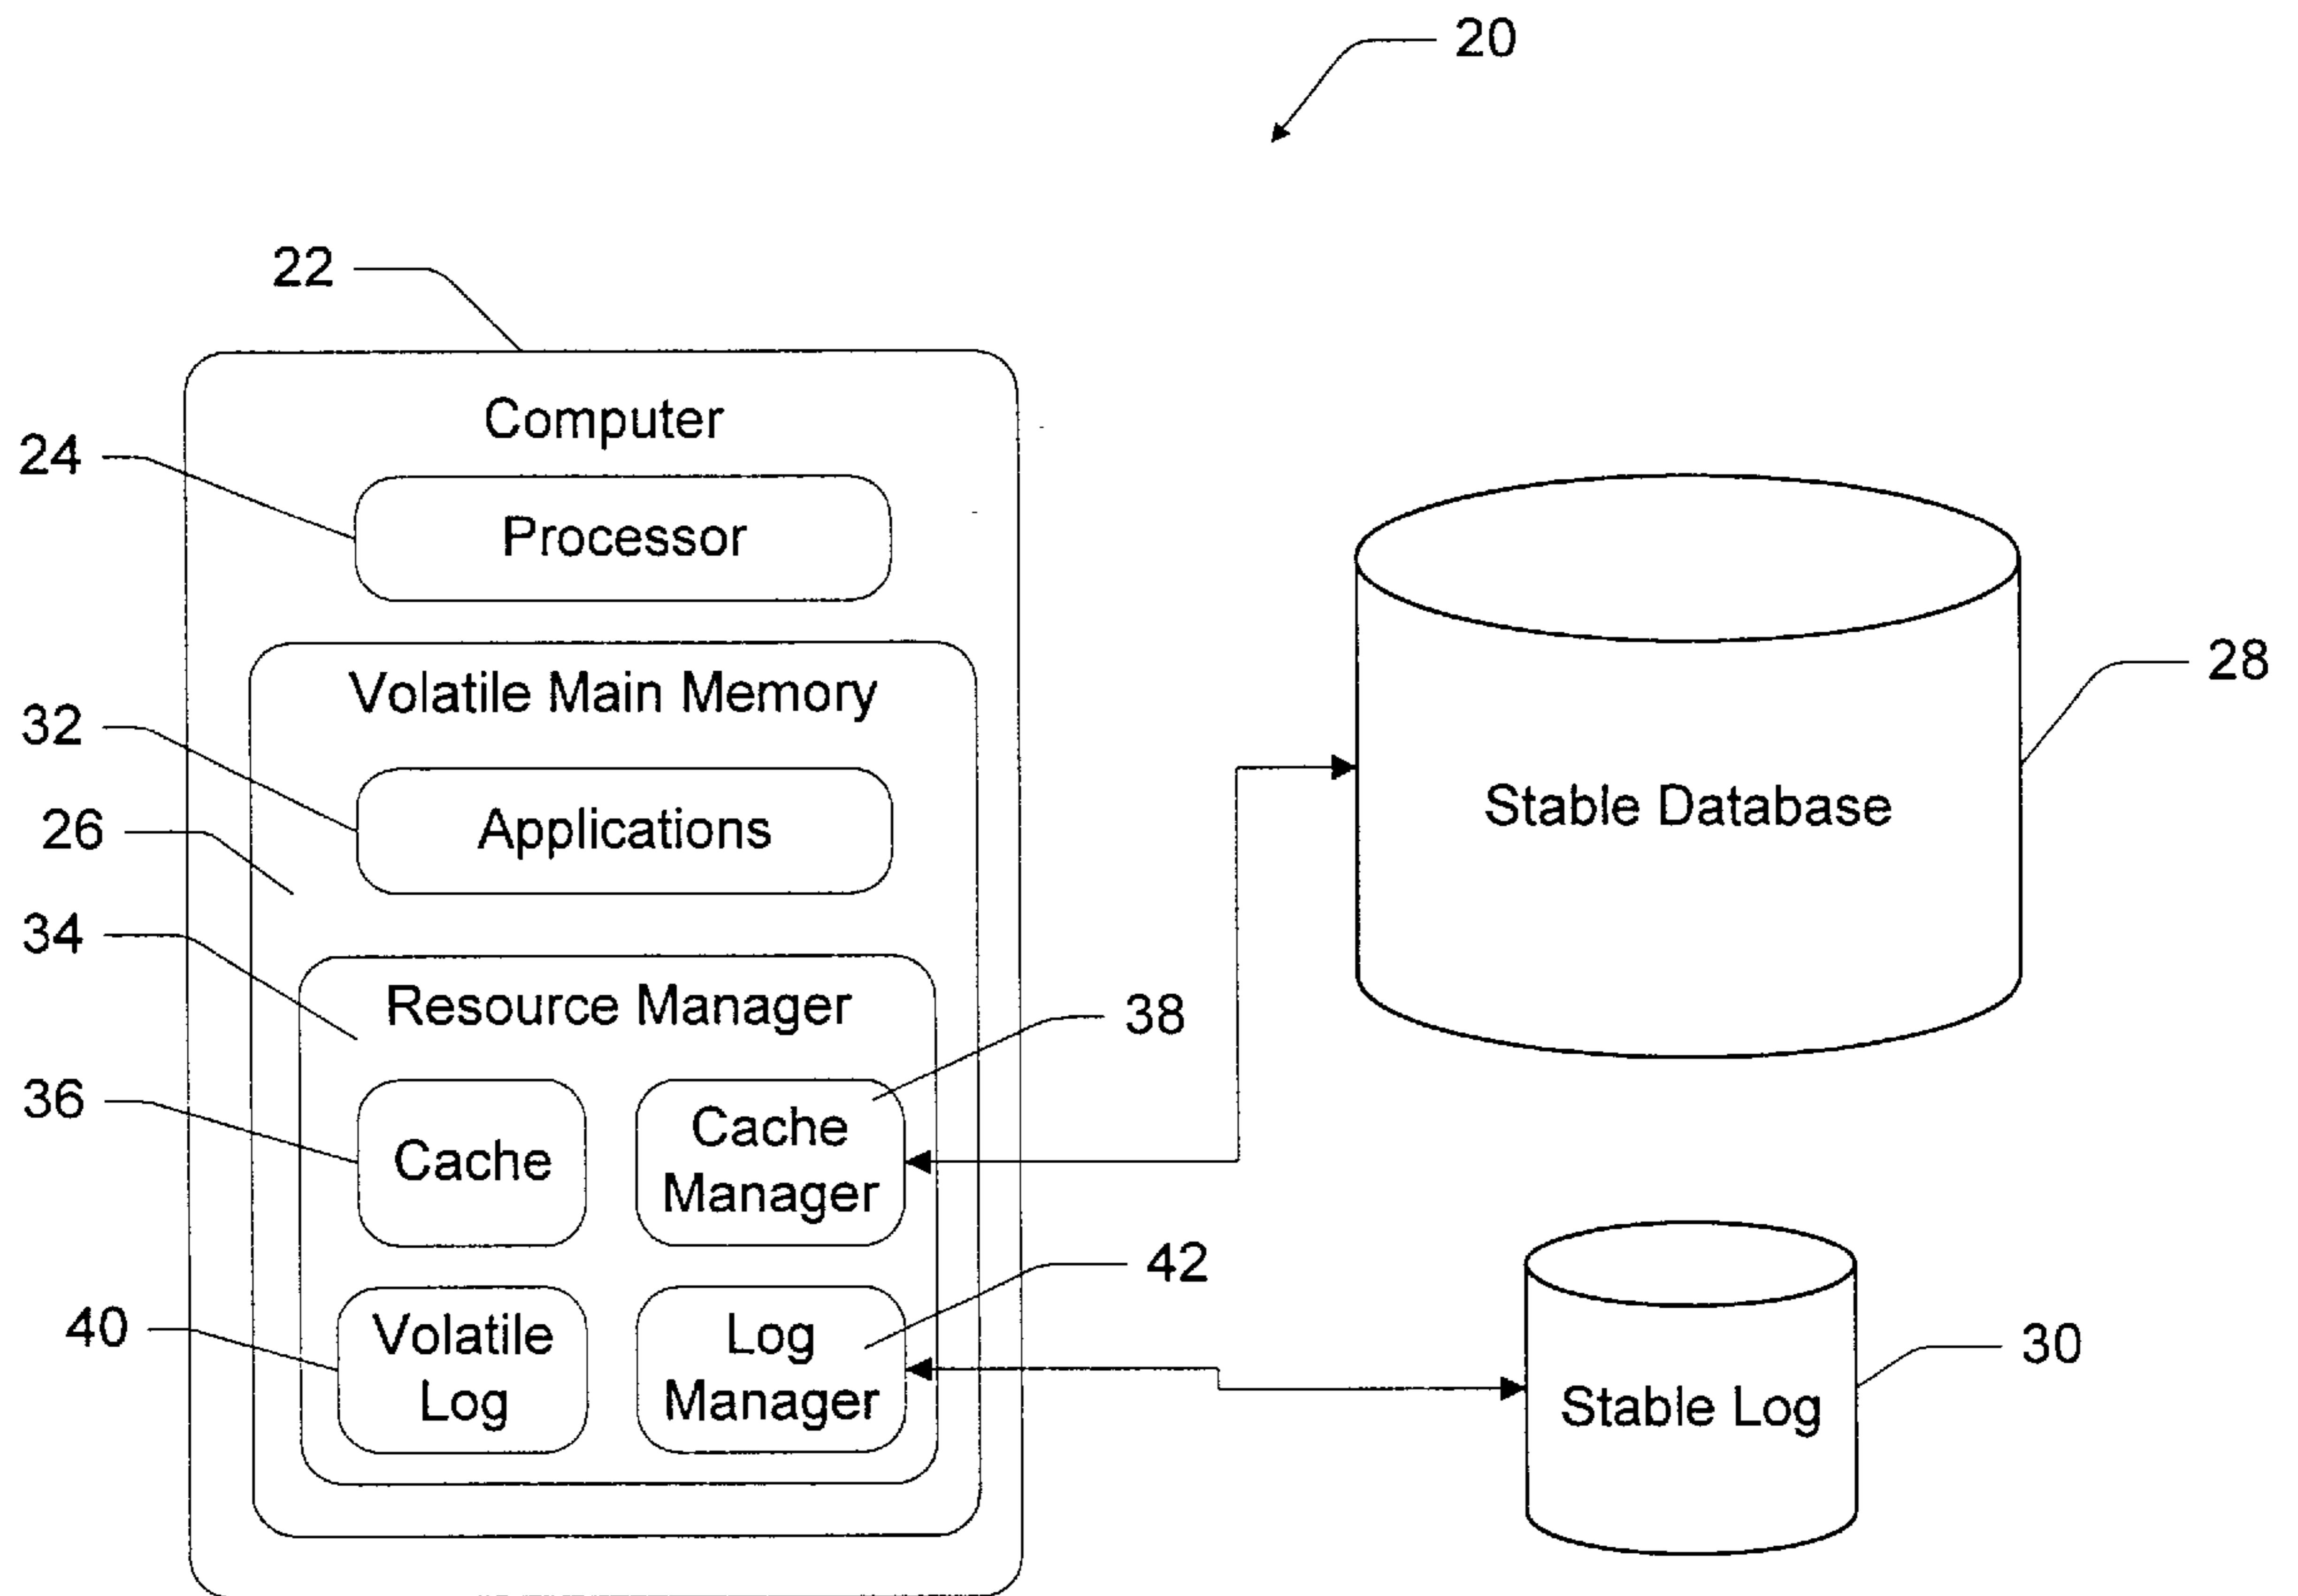 20
22
Computer
24
Processor
Volatile Main Memory
28
32
Applications
Stable Database
26
34
Resource Manager
38
36
Cache
Cache
Manager
42
40
Volatile
Log
Log
Manager
30
Stable Log